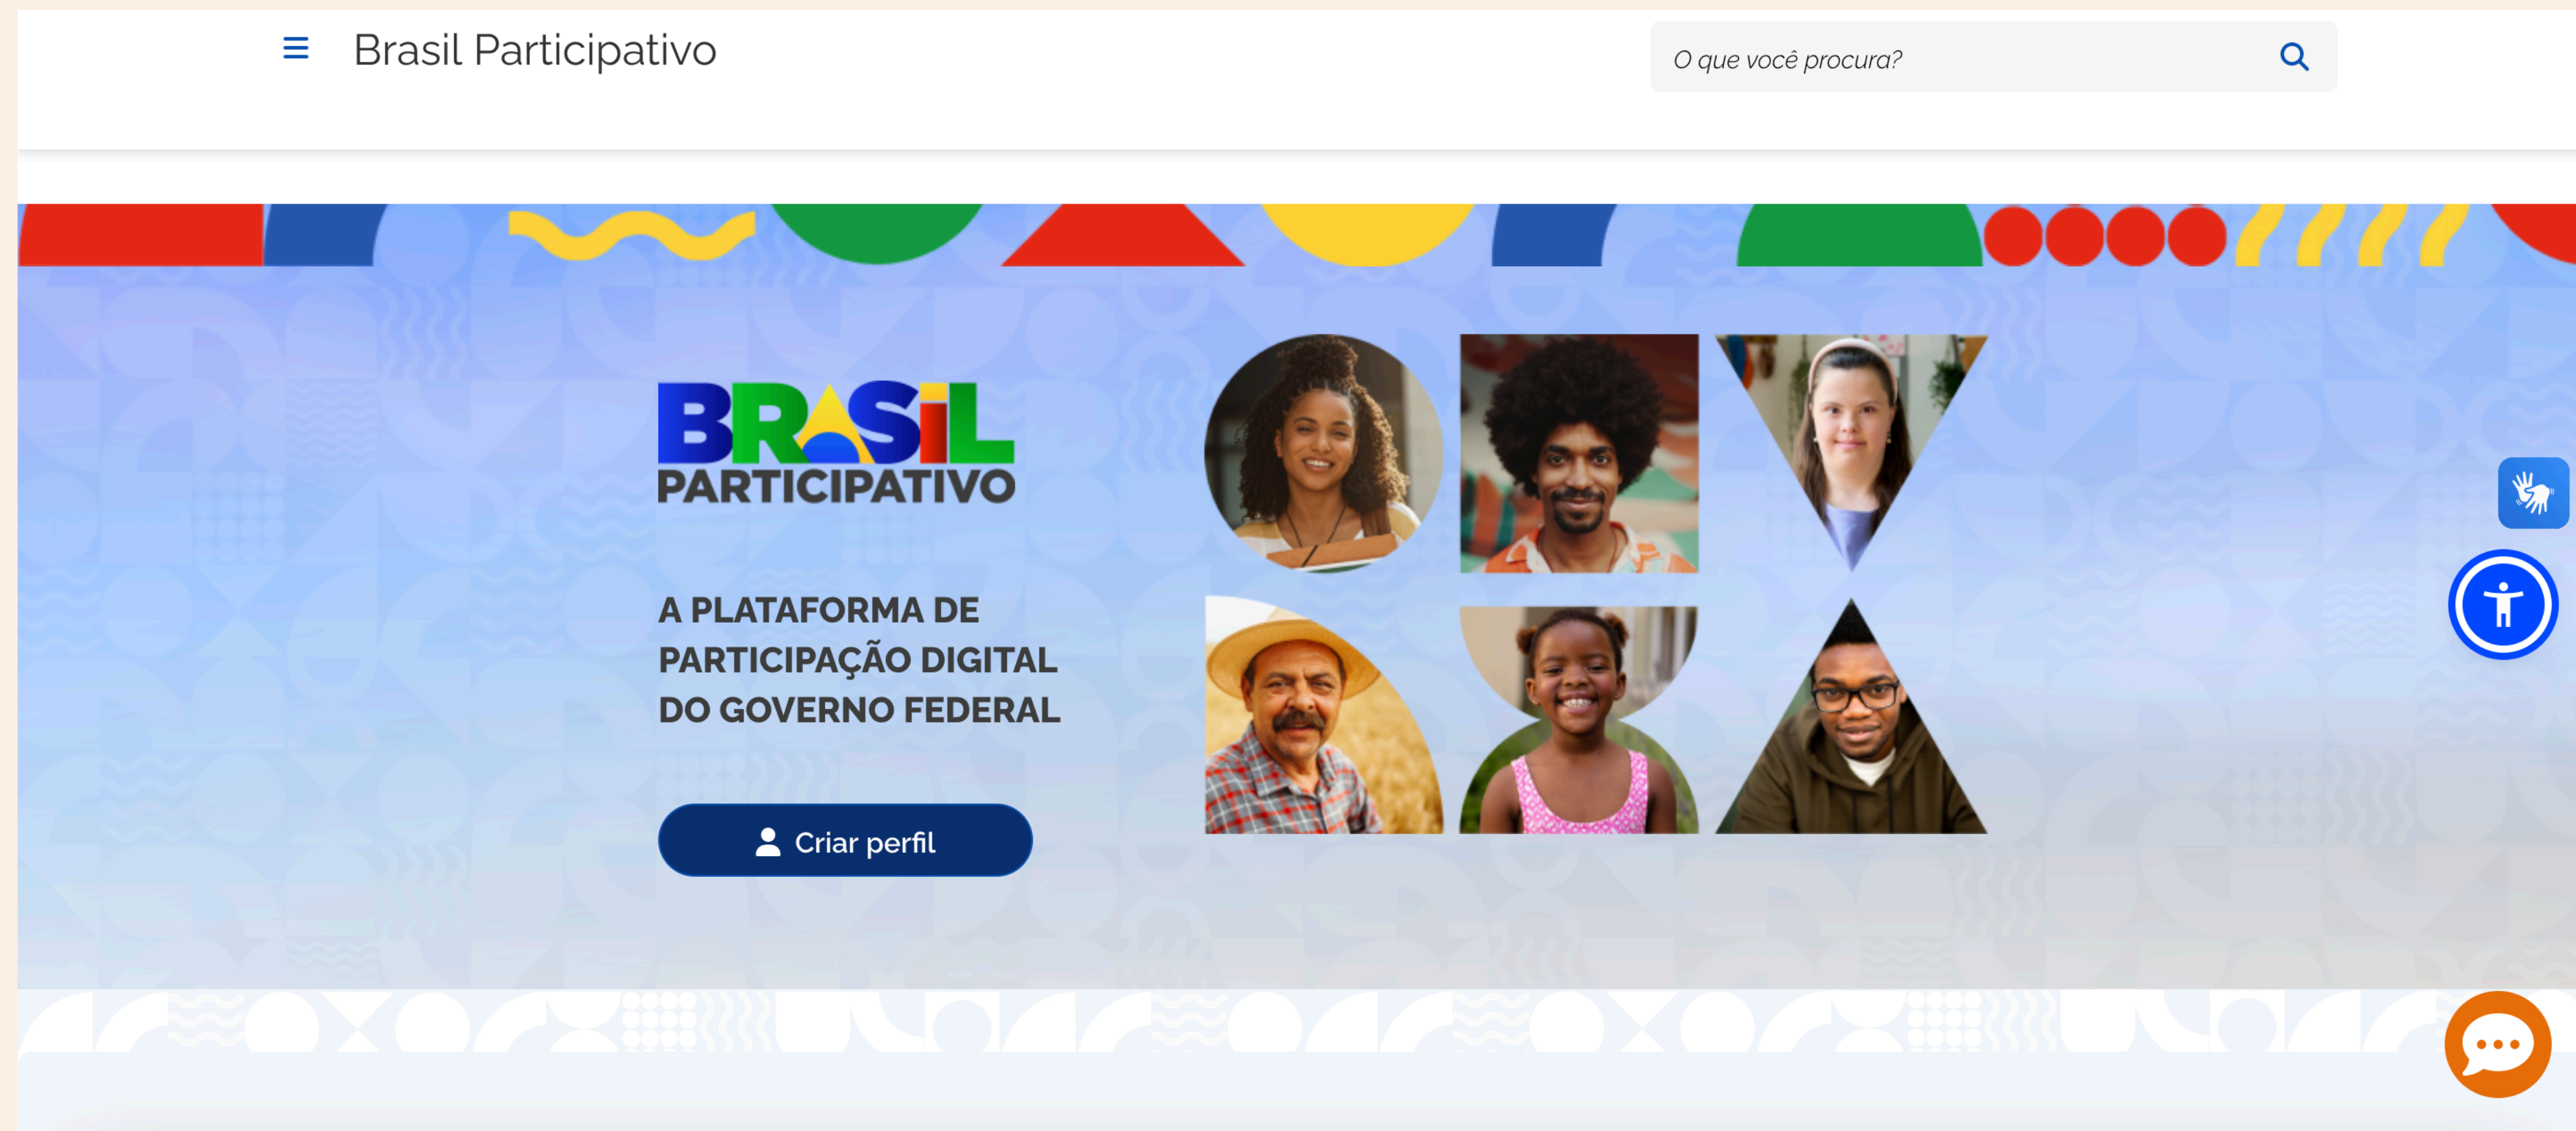 Brasil Participativo
O que você procura?
BRASiL
PARTICIPATIVO
A PLATAFORMA DE
PARTICIPAÇÃO DIGITAL
DO GOVERNO FEDERAL
Criar perfil